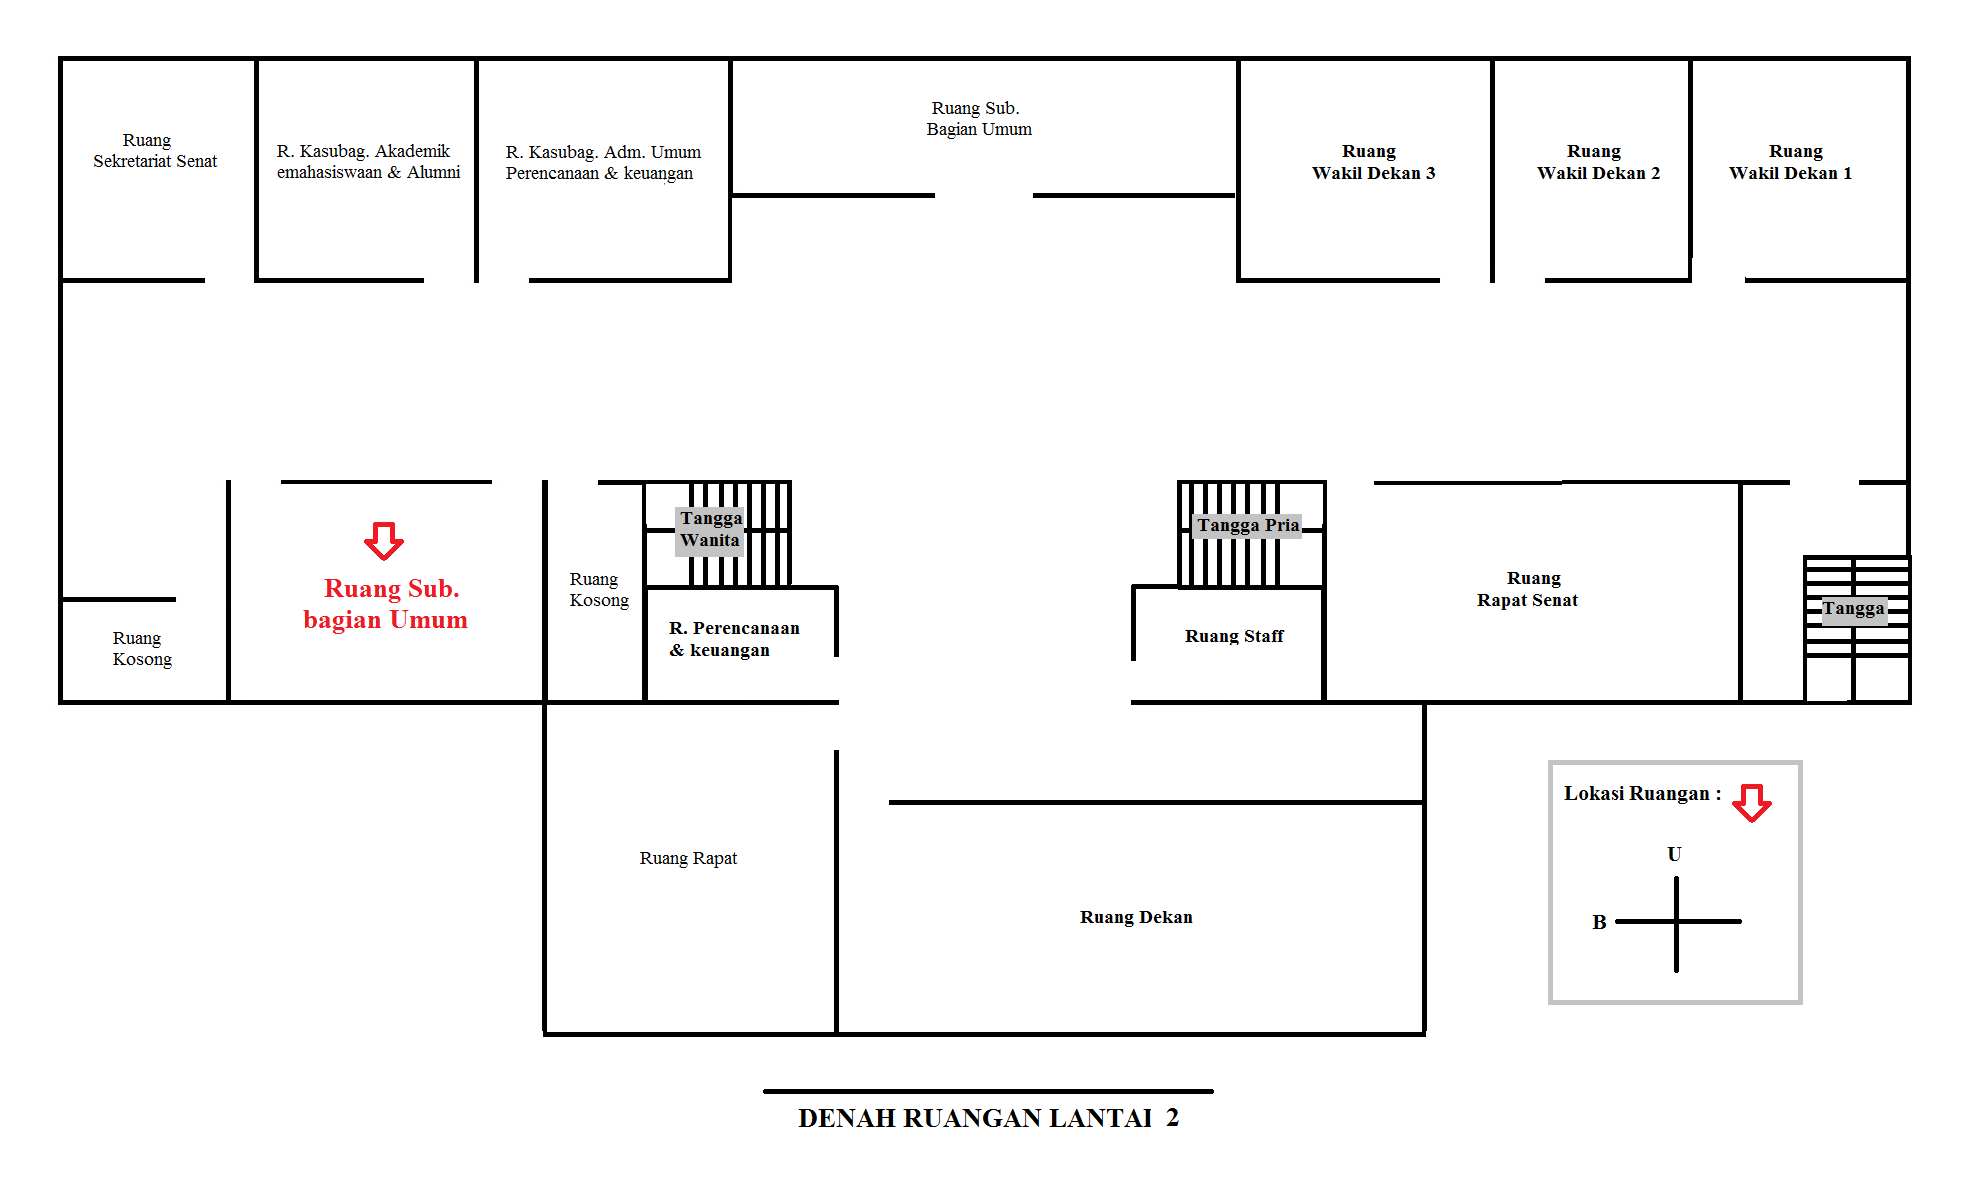 Ruang
Sekretariat Senat
R. Kasubag. Akademik
emahasiswaan & Alumni
R. Kasubag. Adm. Umum
Perencanaan & keuangan
Ruang Sub.
Bagian Umum
Ruang
Wakil Dekan 3
Ruang
Wakil Dekan 2
Ruang
Wakil Dekan 1
Ruang
Kosong
Ruang Sub.
bagian Umum
Ruang
Kosong
Tangga
Wanita
R. Perencanaan
& keuangan
Tangga Pria
Ruang Staff
Ruang
Rapat Senat
Tangga
Ruang Rapat
Ruang Dekan
Lokasi Ruangan :
U
B
DENAH RUANGAN LANTAI 2